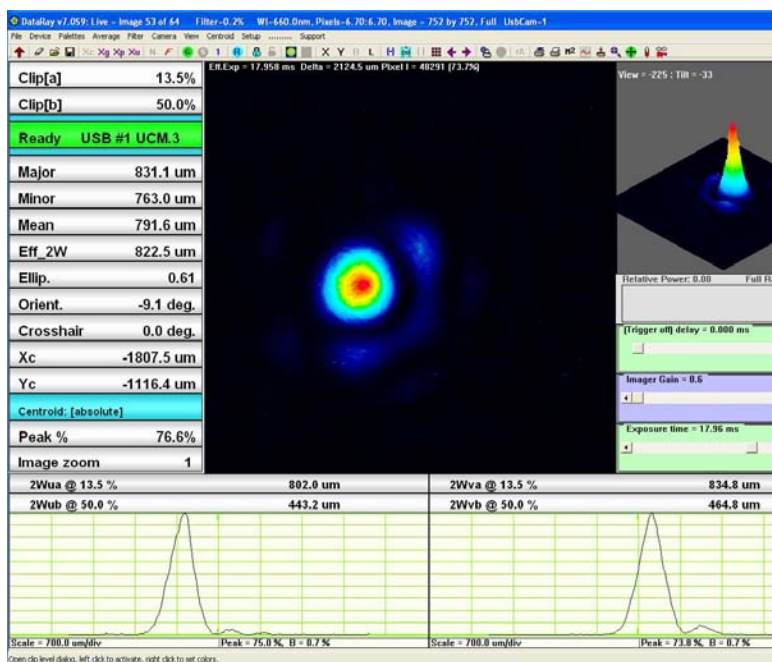 DataRay v7.0S9: Live – Image 53 of 64 Filter=0.2% Wl=660.0nm, Pixels=6.70:6.70, Image – 752 by 752, Full UsbCam-1
File Device Palettes Average Filter Camera View Centroid Setup ......... Support
Xc Xg Xp Xu N F G S 1 R X Y B L H M2
Clip[a] 13.5%
Clip[b] 50.0%
Ready USB #1 UCM.3
Major 831.1 um
Minor 763.0 um
Mean 791.6 um
Eff_2W 822.5 um
Ellip. 0.61
Orient. -9.1 deg.
Crosshair 0.0 deg.
Xc -1807.5 um
Yc -1116.4 um
Centroid: [absolute]
Peak % 76.6%
Image zoom 1
Eff.Exp = 17.958 ms Delta = 2124.5 um Pixel I = 48291 (73.7%)
View = -225 ; Tilt = -33
Relative Power: 0.00 Full R
(Trigger off) delay = 0.000 ms
Imager Gain = 0.6
Exposure time = 17.96 ms
2Wua @ 13.5 % 802.0 um
2Wub @ 50.0 % 443.2 um
2Wva @ 13.5 % 834.8 um
2Wvb @ 50.0 % 464.8 um
Scale = 700.0 um/div Peak = 75.0 %, B = 0.7 %
Scale = 700.0 um/div Peak = 73.8 %, B = 0.7 %
Open clip level dialog, left click to activate, right click to set colors.